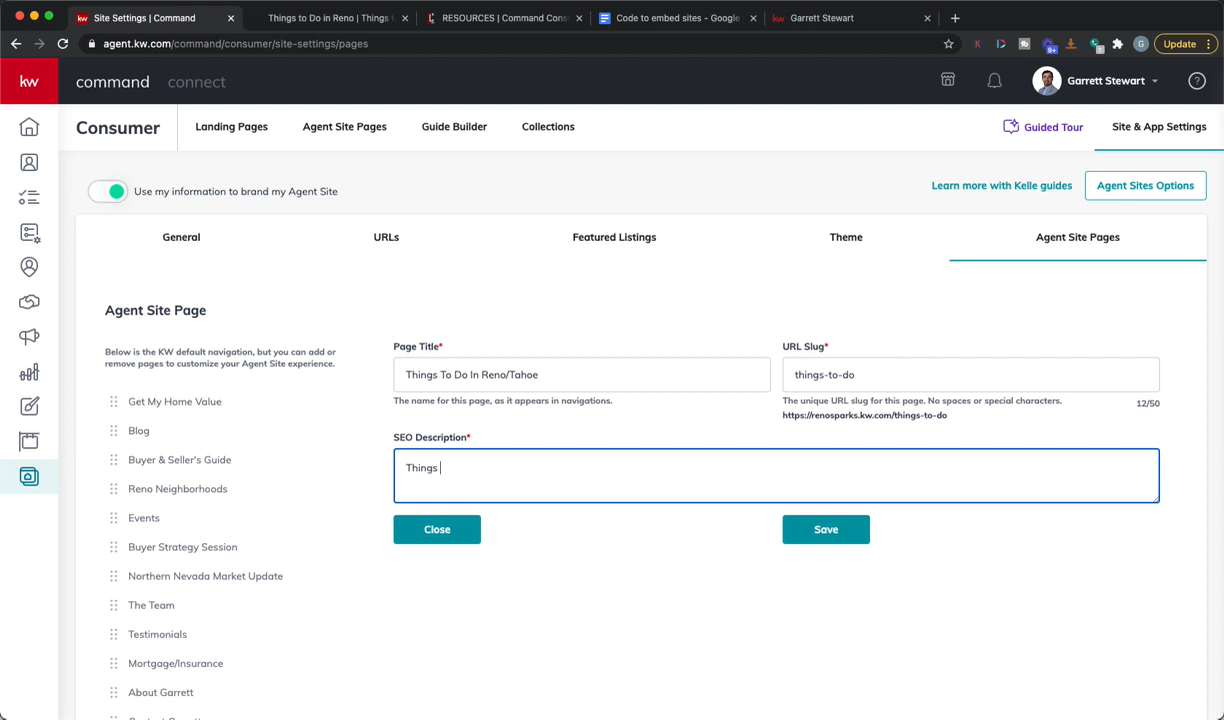 Site Settings | Command
Things to Do in Reno | Things
RESOURCES | Command Cons
Code to embed sites - Google
Garrett Stewart
agent.kw.com/command/consumer/site-settings/pages
9+
G
Update
kw
command
connect
Garrett Stewart
Consumer
Landing Pages
Agent Site Pages
Guide Builder
Collections
Guided Tour
Site & App Settings
Use my information to brand my Agent Site
Learn more with Kelle guides
Agent Sites Options
General
URLs
Featured Listings
Theme
Agent Site Pages
Agent Site Page
Below is the KW default navigation, but you can add or
remove pages to customize your Agent Site experience.
Get My Home Value
Blog
Buyer & Seller's Guide
Reno Neighborhoods
Events
Buyer Strategy Session
Northern Nevada Market Update
The Team
Testimonials
Mortgage/Insurance
About Garrett
Page Title*
Things To Do In Reno/Tahoe
The name for this page, as it appears in navigations.
URL Slug*
things-to-do
The unique URL slug for this page. No spaces or special characters.
12/50
https://renosparks.kw.com/things-to-do
SEO Description*
Things
Close
Save